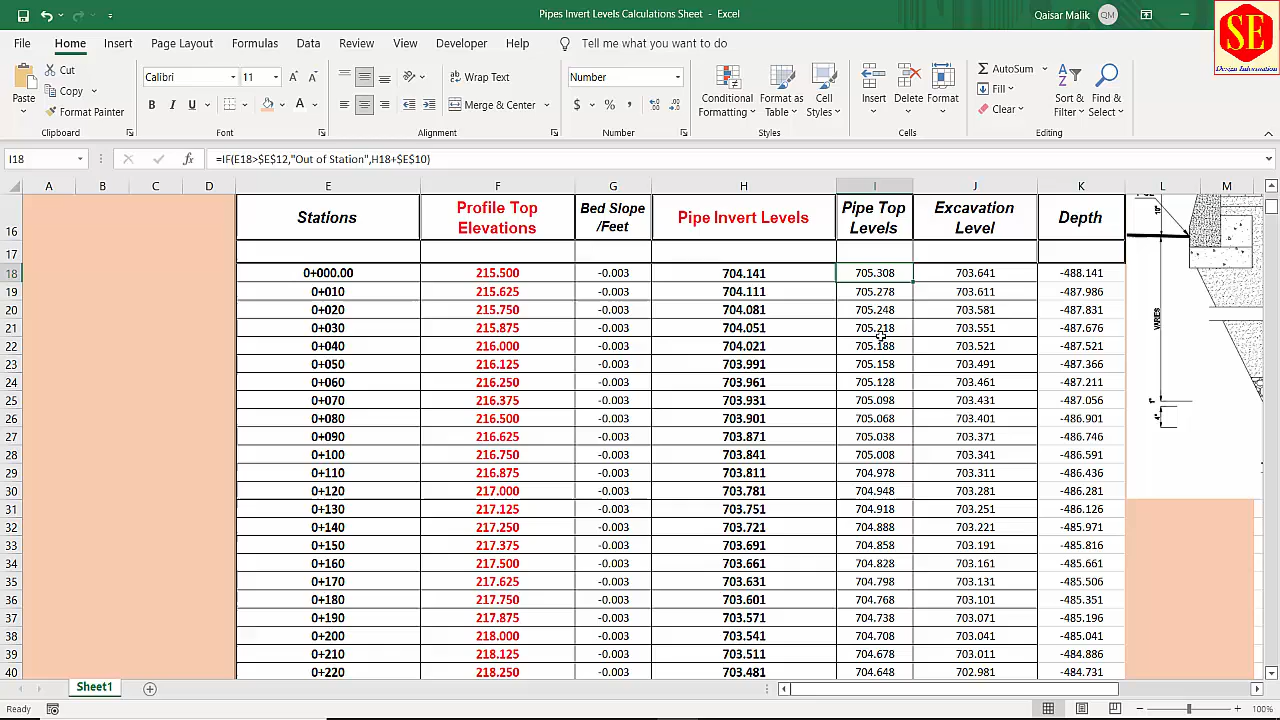 Pipes Invert Levels Calculations Sheet - Excel
Qaisar Malik QM
SE
Design Information
File Home Insert Page Layout Formulas Data Review View Developer Help Tell me what you want to do
Paste
Cut
Copy
Format Painter
Clipboard
Calibri 11
B I U
Font
Wrap Text
Merge & Center
Alignment
Number
$ % ,
Number
Conditional Formatting
Format as Table
Cell Styles
Styles
Insert Delete Format
Cells
AutoSum
Fill
Clear
Sort & Filter
Find & Select
Editing
I18 fx =IF(E18>$E$12,"Out of Station",H18+$E$10)
A B C D E F G H I J K L M
16 Stations Profile Top Elevations Bed Slope /Feet Pipe Invert Levels Pipe Top Levels Excavation Level Depth
17
18 0+000.00 215.500 -0.003 704.141 705.308 703.641 -488.141
19 0+010 215.625 -0.003 704.111 705.278 703.611 -487.986
20 0+020 215.750 -0.003 704.081 705.248 703.581 -487.831
21 0+030 215.875 -0.003 704.051 705.218 703.551 -487.676
22 0+040 216.000 -0.003 704.021 705.188 703.521 -487.521
23 0+050 216.125 -0.003 703.991 705.158 703.491 -487.366
24 0+060 216.250 -0.003 703.961 705.128 703.461 -487.211
25 0+070 216.375 -0.003 703.931 705.098 703.431 -487.056
26 0+080 216.500 -0.003 703.901 705.068 703.401 -486.901
27 0+090 216.625 -0.003 703.871 705.038 703.371 -486.746
28 0+100 216.750 -0.003 703.841 705.008 703.341 -486.591
29 0+110 216.875 -0.003 703.811 704.978 703.311 -486.436
30 0+120 217.000 -0.003 703.781 704.948 703.281 -486.281
31 0+130 217.125 -0.003 703.751 704.918 703.251 -486.126
32 0+140 217.250 -0.003 703.721 704.888 703.221 -485.971
33 0+150 217.375 -0.003 703.691 704.858 703.191 -485.816
34 0+160 217.500 -0.003 703.661 704.828 703.161 -485.661
35 0+170 217.625 -0.003 703.631 704.798 703.131 -485.506
36 0+180 217.750 -0.003 703.601 704.768 703.101 -485.351
37 0+190 217.875 -0.003 703.571 704.738 703.071 -485.196
38 0+200 218.000 -0.003 703.541 704.708 703.041 -485.041
39 0+210 218.125 -0.003 703.511 704.678 703.011 -484.886
40 0+220 218.250 -0.003 703.481 704.648 702.981 -484.731
VARIES
Sheet1
Ready
100%